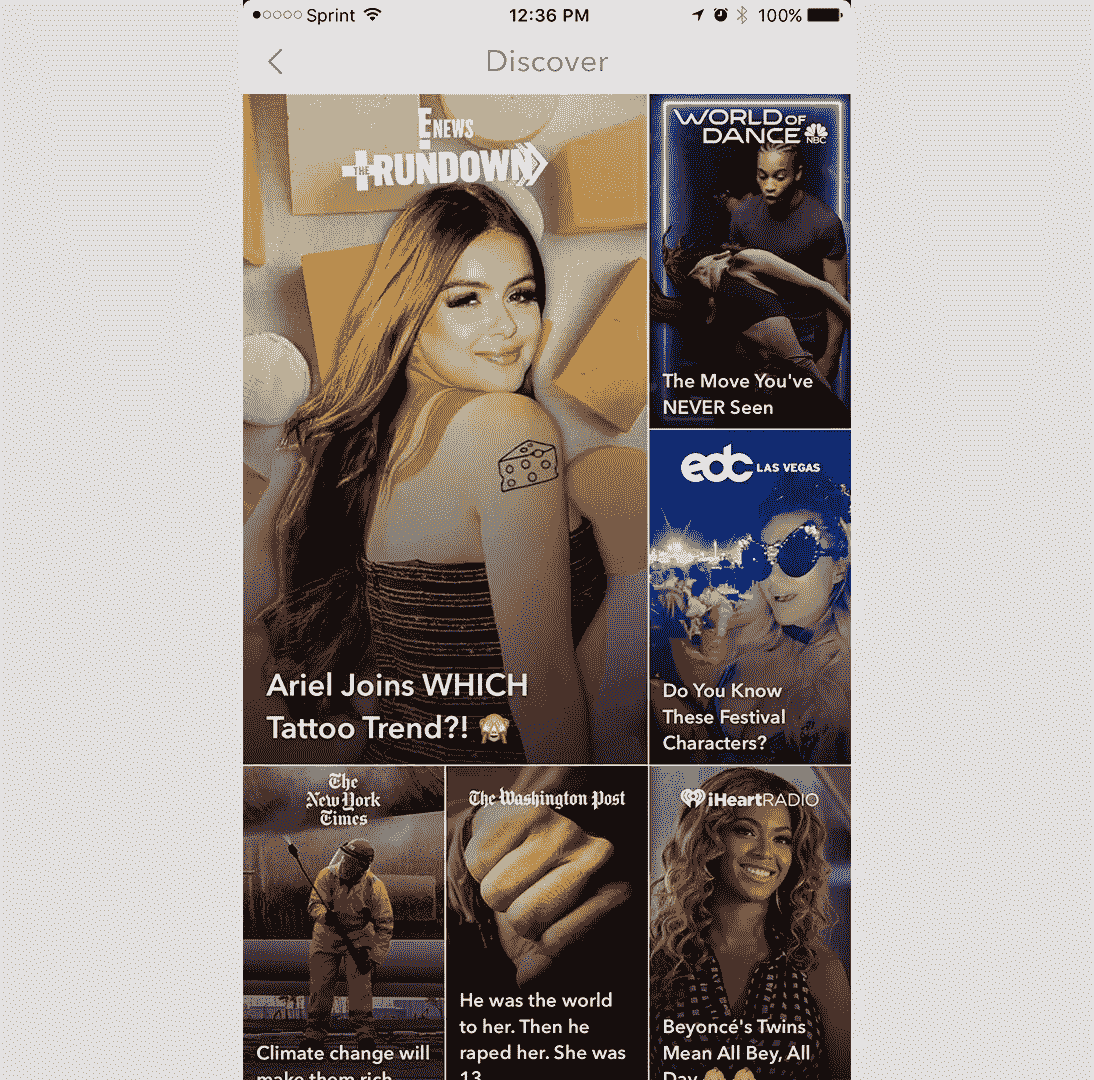 Sprint 12:36 PM 100%
Discover
E! NEWS
THE RUNDOWN
Ariel Joins WHICH
Tattoo Trend?! 🙈
WORLD OF
DANCE
NBC
The Move You've
NEVER Seen
edc LAS VEGAS
Do You Know
These Festival
Characters?
The
New York
Times
Climate change will
make them rich
The Washington Post
He was the world
to her. Then he
raped her. She was
13
iHeartRADIO
Beyoncé's Twins
Mean All Bey, All
Day